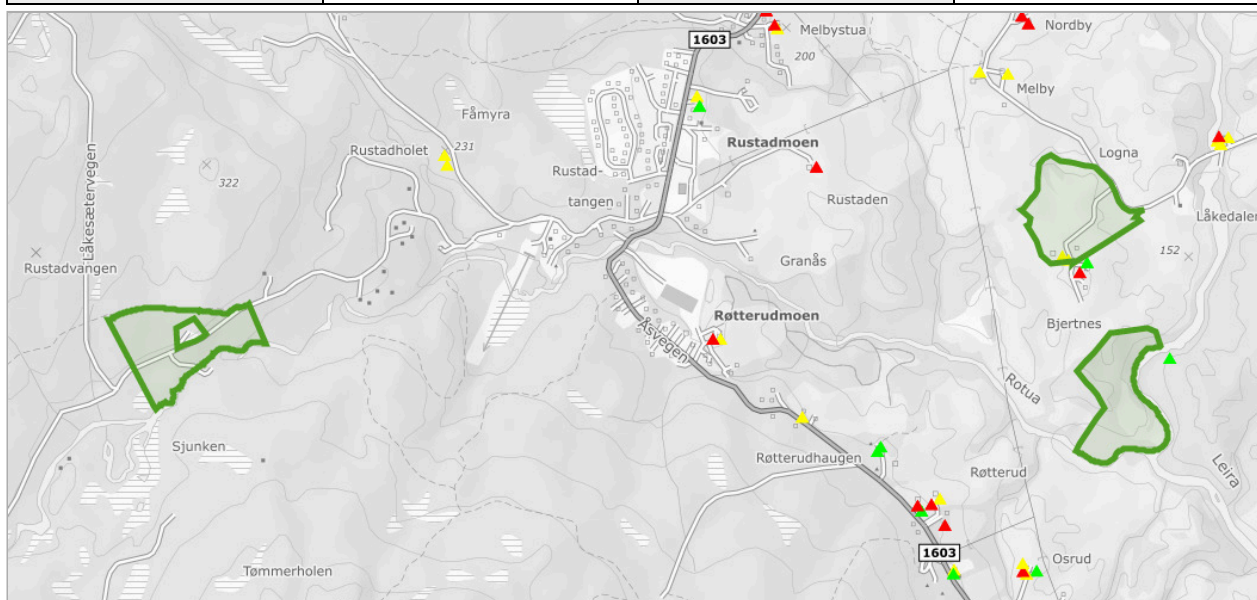 1603
Melbystua
Nordby
200
Melby
Fåmyra
Rustadholet
231
Rustadmoen
Logna
322
Rustad-
tangen
Rustaden
Låkedalen
Låkesætervegen
152
Rustadvangen
Granås
Røtterudmoen
Bjertnes
Åsvegen
Rotua
Sjunken
Røtterudhaugen
Røtterud
Leira
1603
Osrud
Tømmerholen